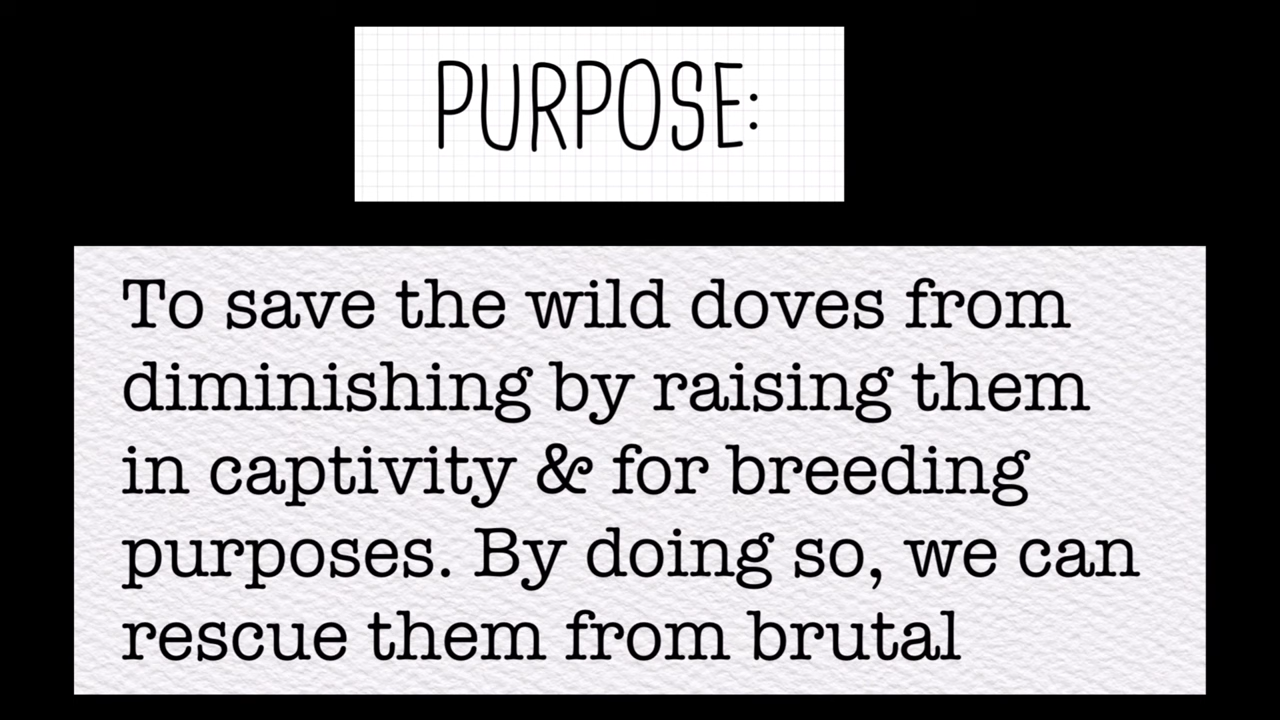 PURPOSE:
To save the wild doves from
diminishing by raising them
in captivity & for breeding
purposes. By doing so, we can
rescue them from brutal